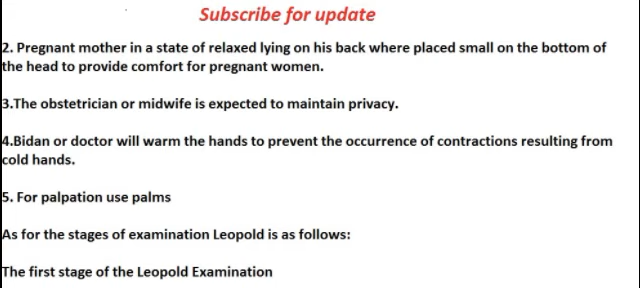 Subscribe for update
2. Pregnant mother in a state of relaxed lying on his back where placed small on the bottom of
the head to provide comfort for pregnant women.
3.The obstetrician or midwife is expected to maintain privacy.
4.Bidan or doctor will warm the hands to prevent the occurrence of contractions resulting from
cold hands.
5. For palpation use palms
As for the stages of examination Leopold is as follows:
The first stage of the Leopold Examination